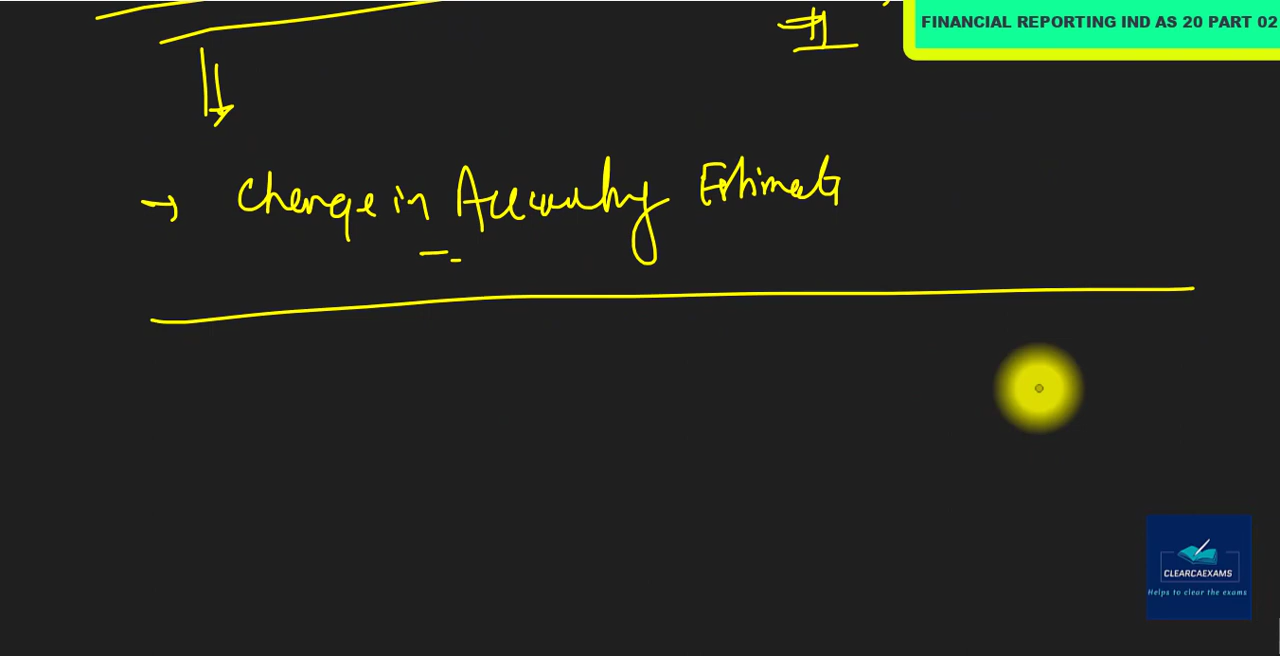 FINANCIAL REPORTING IND AS 20 PART 02
→ Change in Accounting Estimate
CLEARCAEXAMS
Helps to clear the exams